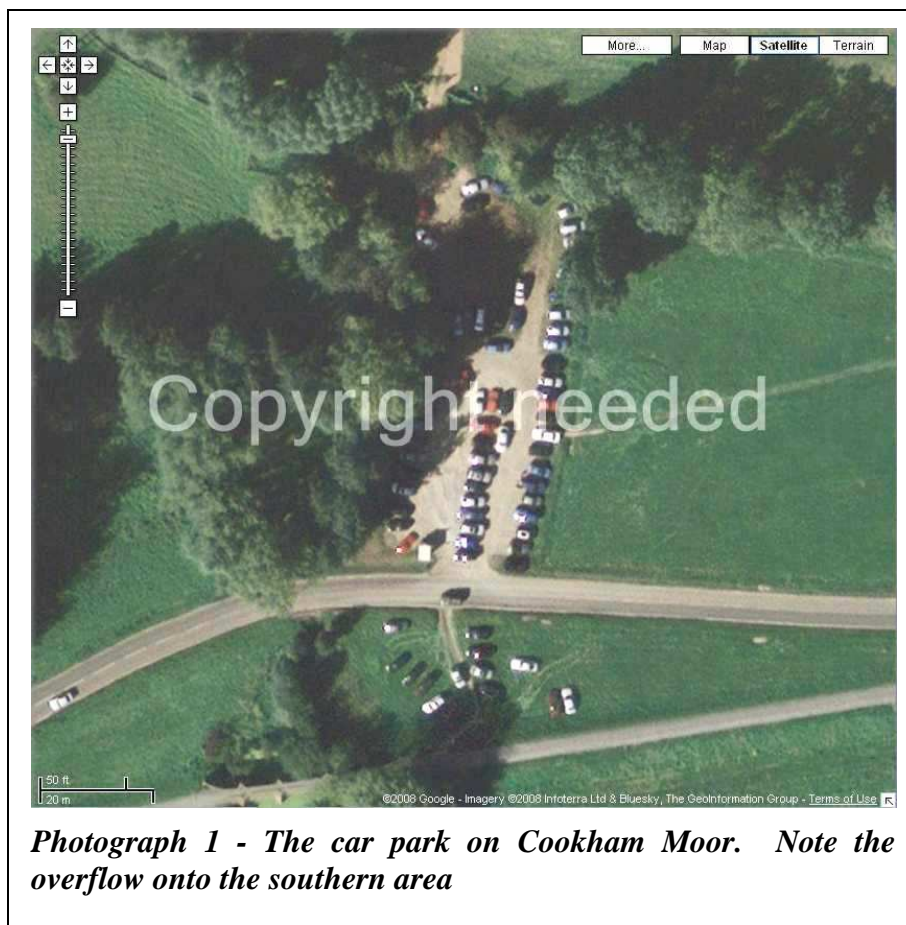 More... Map Satellite Terrain
Copyright needed
50 ft
20 m
©2008 Google - Imagery ©2008 Infoterra Ltd & Bluesky, The GeoInformation Group - Terms of Use
Photograph 1 - The car park on Cookham Moor. Note the
overflow onto the southern area